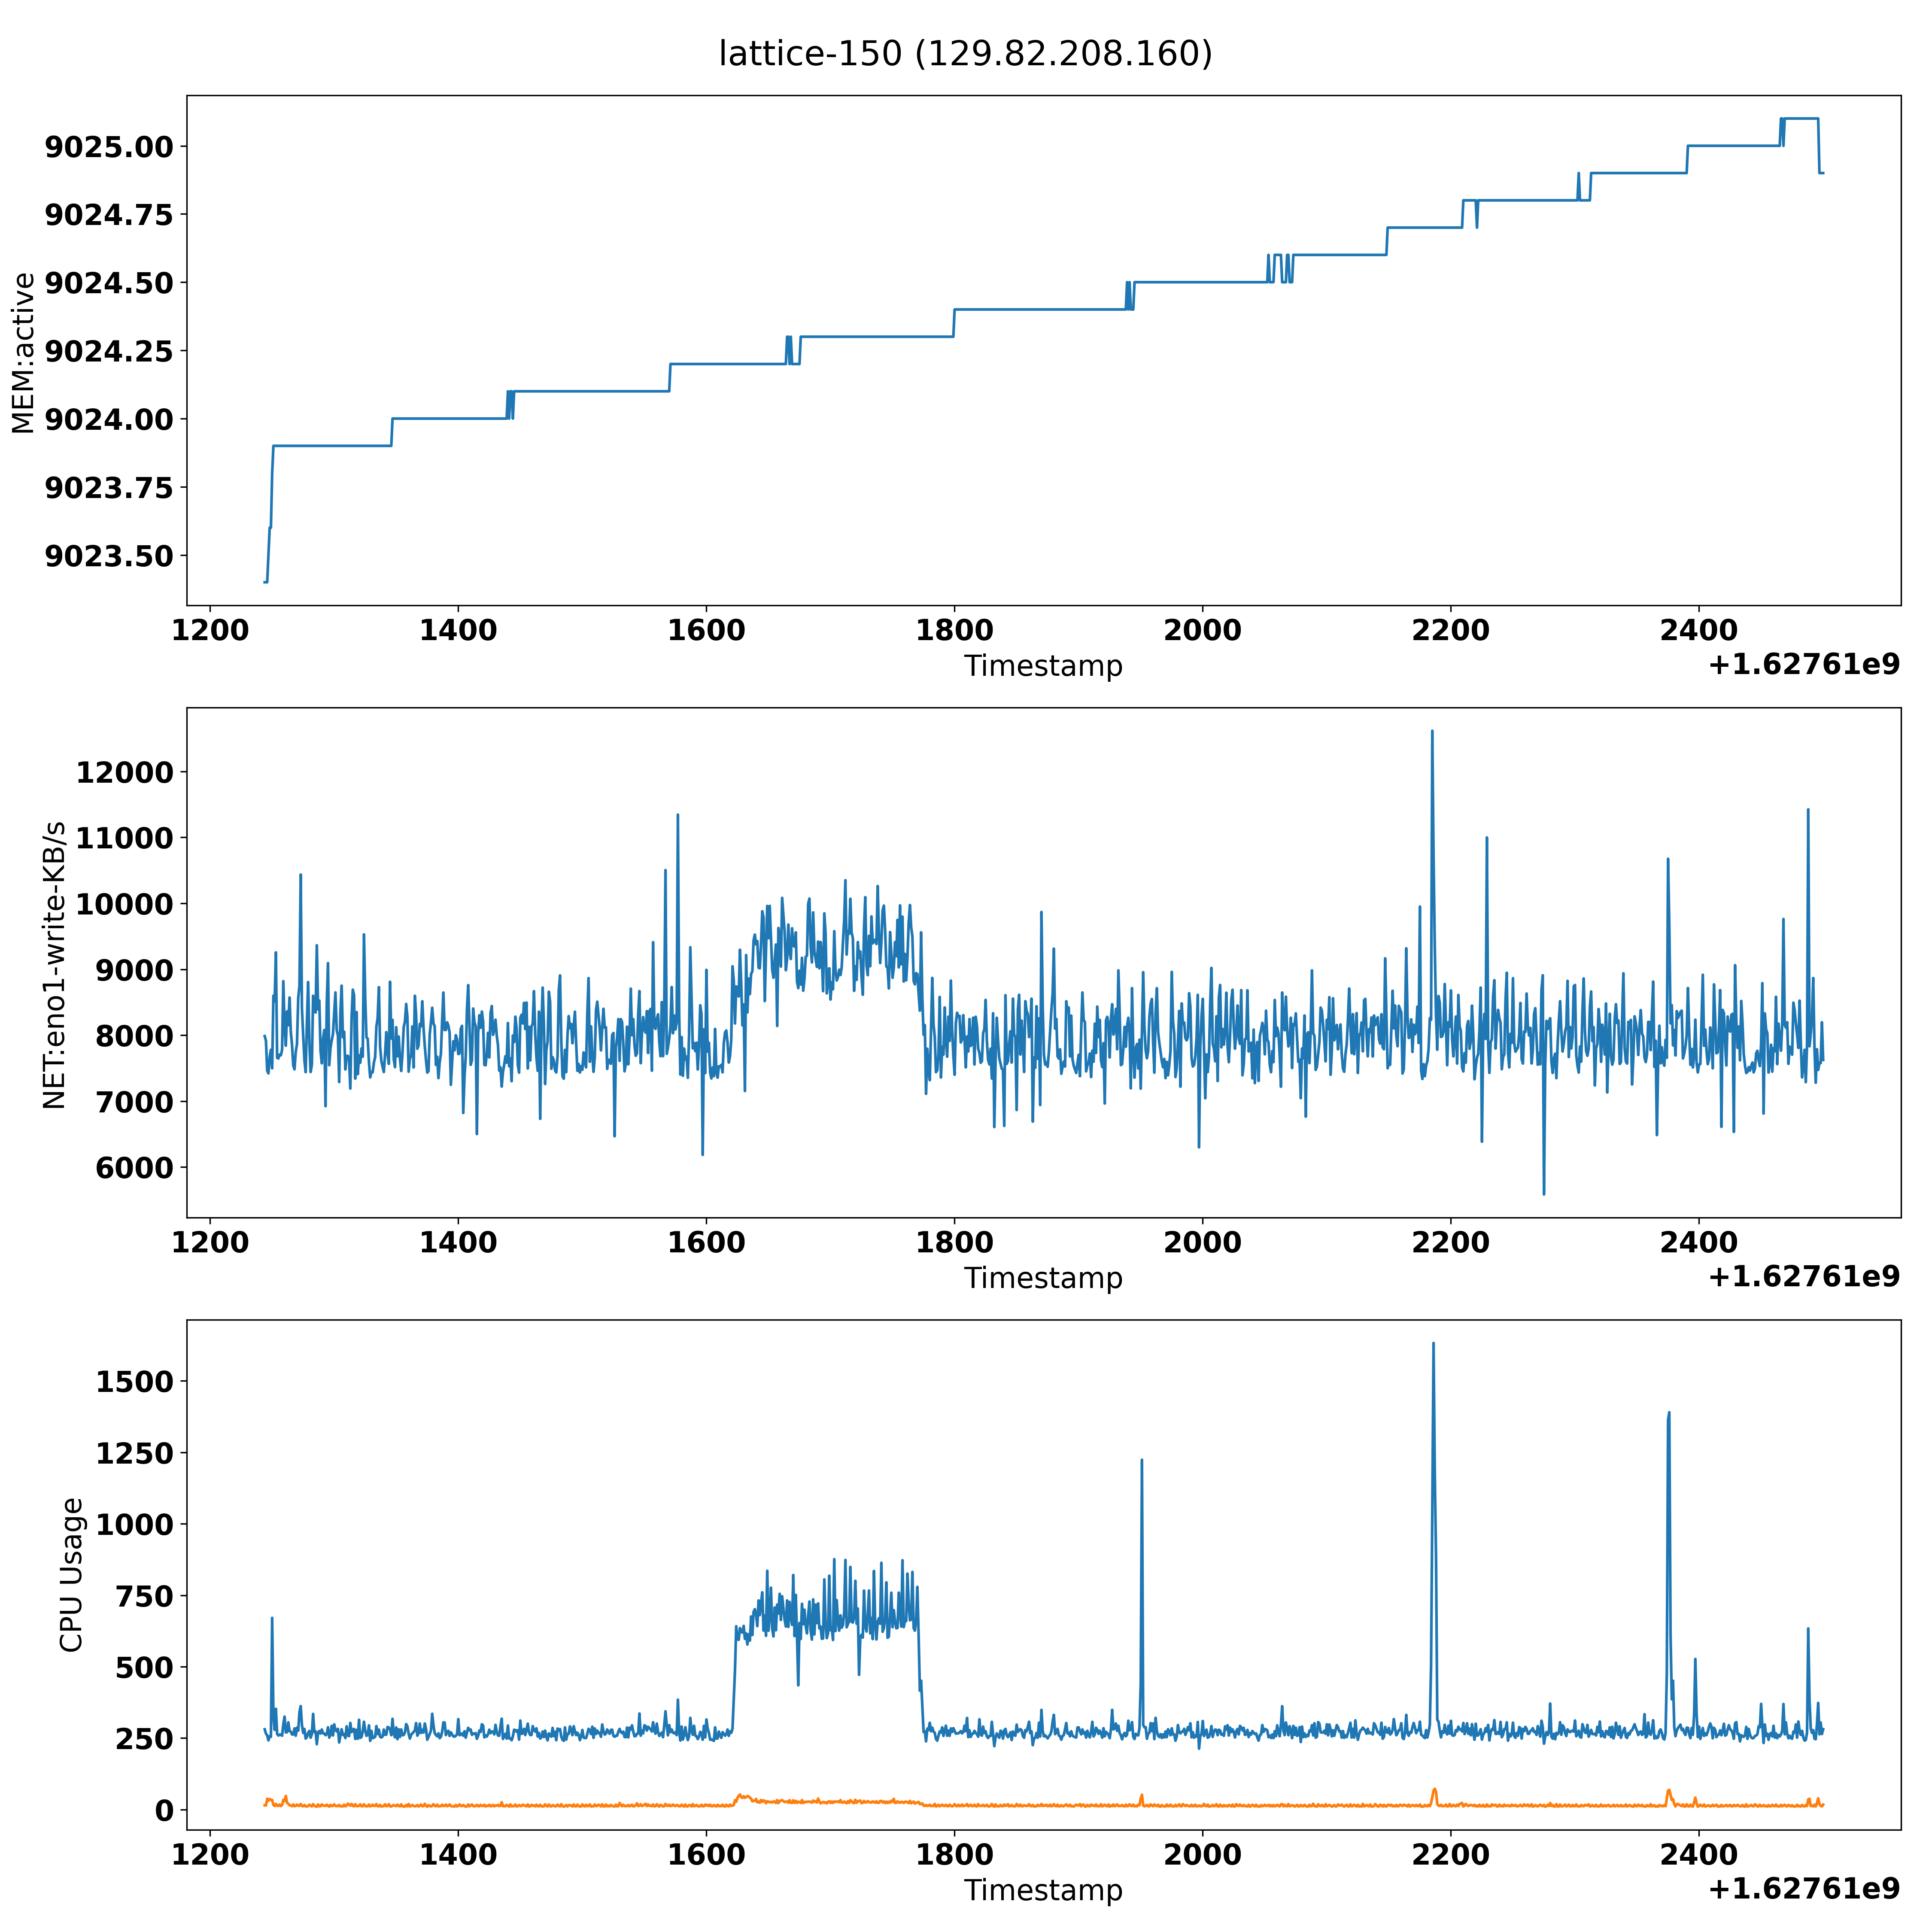 lattice-150 (129.82.208.160)
MEM:active
9025.00
9024.75
9024.50
9024.25
9024.00
9023.75
9023.50
1200 1400 1600 1800 2000 2200 2400
Timestamp +1.62761e9
NET:eno1-write-KB/s
12000
11000
10000
9000
8000
7000
6000
1200 1400 1600 1800 2000 2200 2400
Timestamp +1.62761e9
CPU Usage
1500
1250
1000
750
500
250
0
1200 1400 1600 1800 2000 2200 2400
Timestamp +1.62761e9